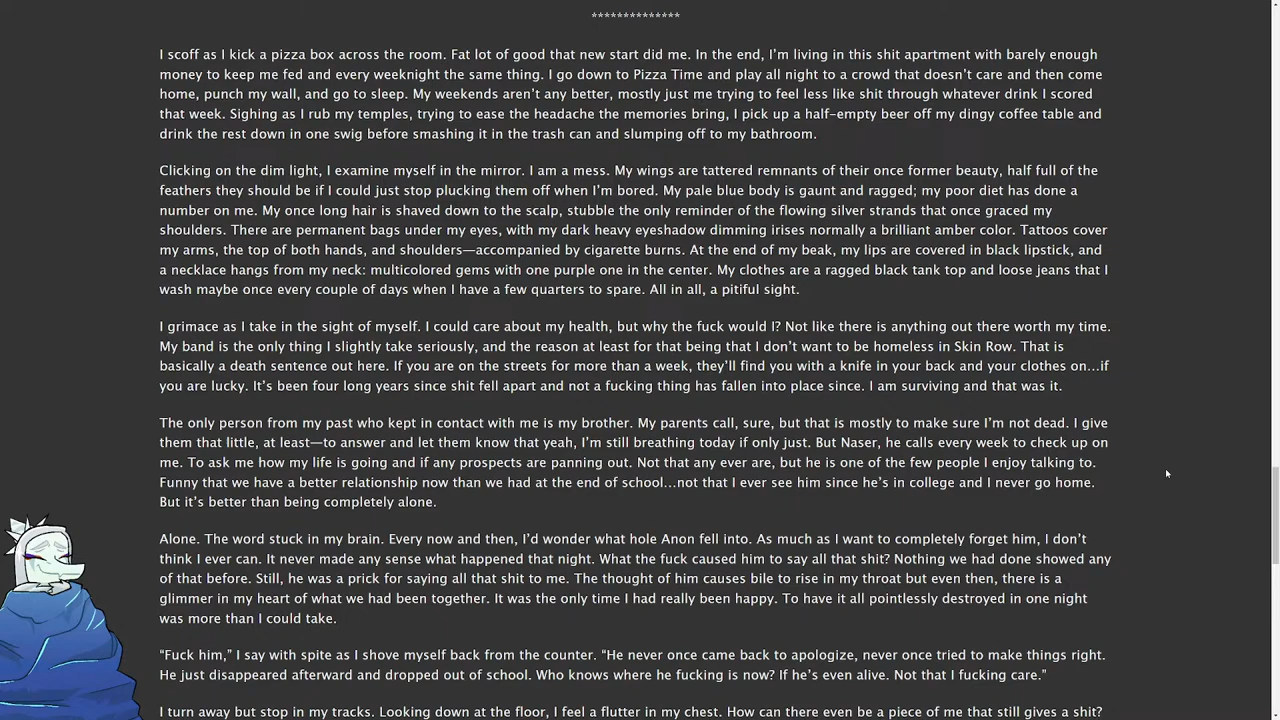 **************
I scoff as I kick a pizza box across the room. Fat lot of good that new start did me. In the end, I’m living in this shit apartment with barely enough
money to keep me fed and every weeknight the same thing. I go down to Pizza Time and play all night to a crowd that doesn’t care and then come
home, punch my wall, and go to sleep. My weekends aren’t any better, mostly just me trying to feel less like shit through whatever drink I scored
that week. Sighing as I rub my temples, trying to ease the headache the memories bring, I pick up a half-empty beer off my dingy coffee table and
drink the rest down in one swig before smashing it in the trash can and slumping off to my bathroom.
Clicking on the dim light, I examine myself in the mirror. I am a mess. My wings are tattered remnants of their once former beauty, half full of the
feathers they should be if I could just stop plucking them off when I’m bored. My pale blue body is gaunt and ragged; my poor diet has done a
number on me. My once long hair is shaved down to the scalp, stubble the only reminder of the flowing silver strands that once graced my
shoulders. There are permanent bags under my eyes, with my dark heavy eyeshadow dimming irises normally a brilliant amber color. Tattoos cover
my arms, the top of both hands, and shoulders—accompanied by cigarette burns. At the end of my beak, my lips are covered in black lipstick, and
a necklace hangs from my neck: multicolored gems with one purple one in the center. My clothes are a ragged black tank top and loose jeans that I
wash maybe once every couple of days when I have a few quarters to spare. All in all, a pitiful sight.
I grimace as I take in the sight of myself. I could care about my health, but why the fuck would I? Not like there is anything out there worth my time.
My band is the only thing I slightly take seriously, and the reason at least for that being that I don’t want to be homeless in Skin Row. That is
basically a death sentence out here. If you are on the streets for more than a week, they’ll find you with a knife in your back and your clothes on…if
you are lucky. It’s been four long years since shit fell apart and not a fucking thing has fallen into place since. I am surviving and that was it.
The only person from my past who kept in contact with me is my brother. My parents call, sure, but that is mostly to make sure I’m not dead. I give
them that little, at least—to answer and let them know that yeah, I’m still breathing today if only just. But Naser, he calls every week to check up on
me. To ask me how my life is going and if any prospects are panning out. Not that any ever are, but he is one of the few people I enjoy talking to.
Funny that we have a better relationship now than we had at the end of school…not that I ever see him since he’s in college and I never go home.
But it’s better than being completely alone.
Alone. The word stuck in my brain. Every now and then, I’d wonder what hole Anon fell into. As much as I want to completely forget him, I don’t
think I ever can. It never made any sense what happened that night. What the fuck caused him to say all that shit? Nothing we had done showed any
of that before. Still, he was a prick for saying all that shit to me. The thought of him causes bile to rise in my throat but even then, there is a
glimmer in my heart of what we had been together. It was the only time I had really been happy. To have it all pointlessly destroyed in one night
was more than I could take.
“Fuck him,” I say with spite as I shove myself back from the counter. “He never once came back to apologize, never once tried to make things right.
He just disappeared afterward and dropped out of school. Who knows where he fucking is now? If he’s even alive. Not that I fucking care.”
I turn away but stop in my tracks. Looking down at the floor, I feel a flutter in my chest. How can there even be a piece of me that still gives a shit?